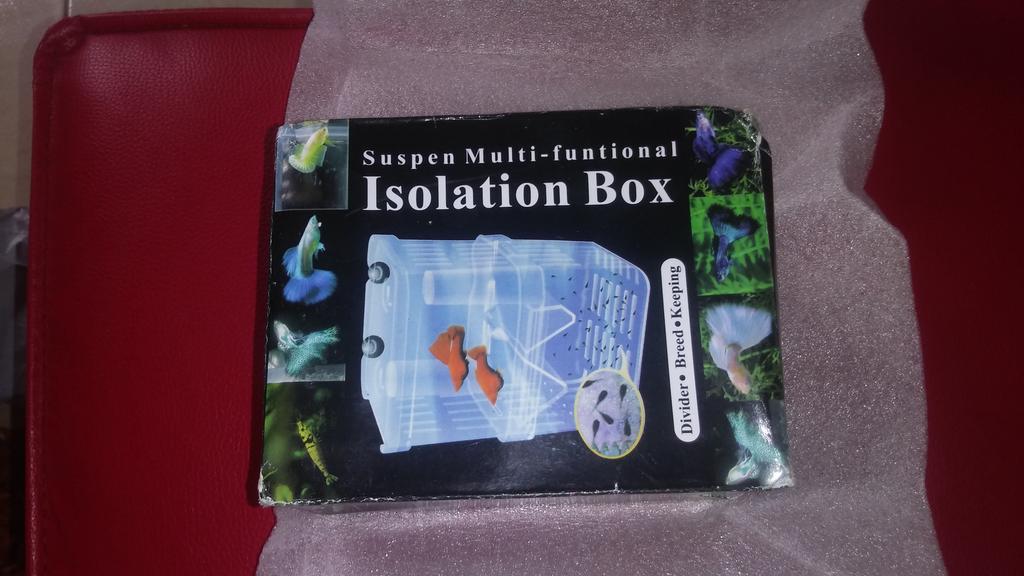 Suspen Multi-funtional
Isolation Box
Divider • Breed • Keeping